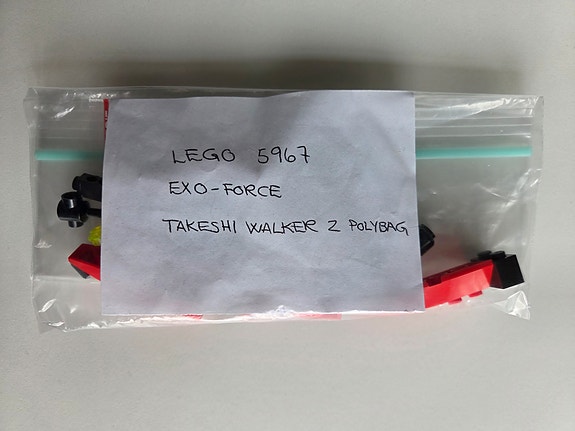 LEGO 5967
EXO-FORCE
TAKESHI WALKER 2 POLYBAG